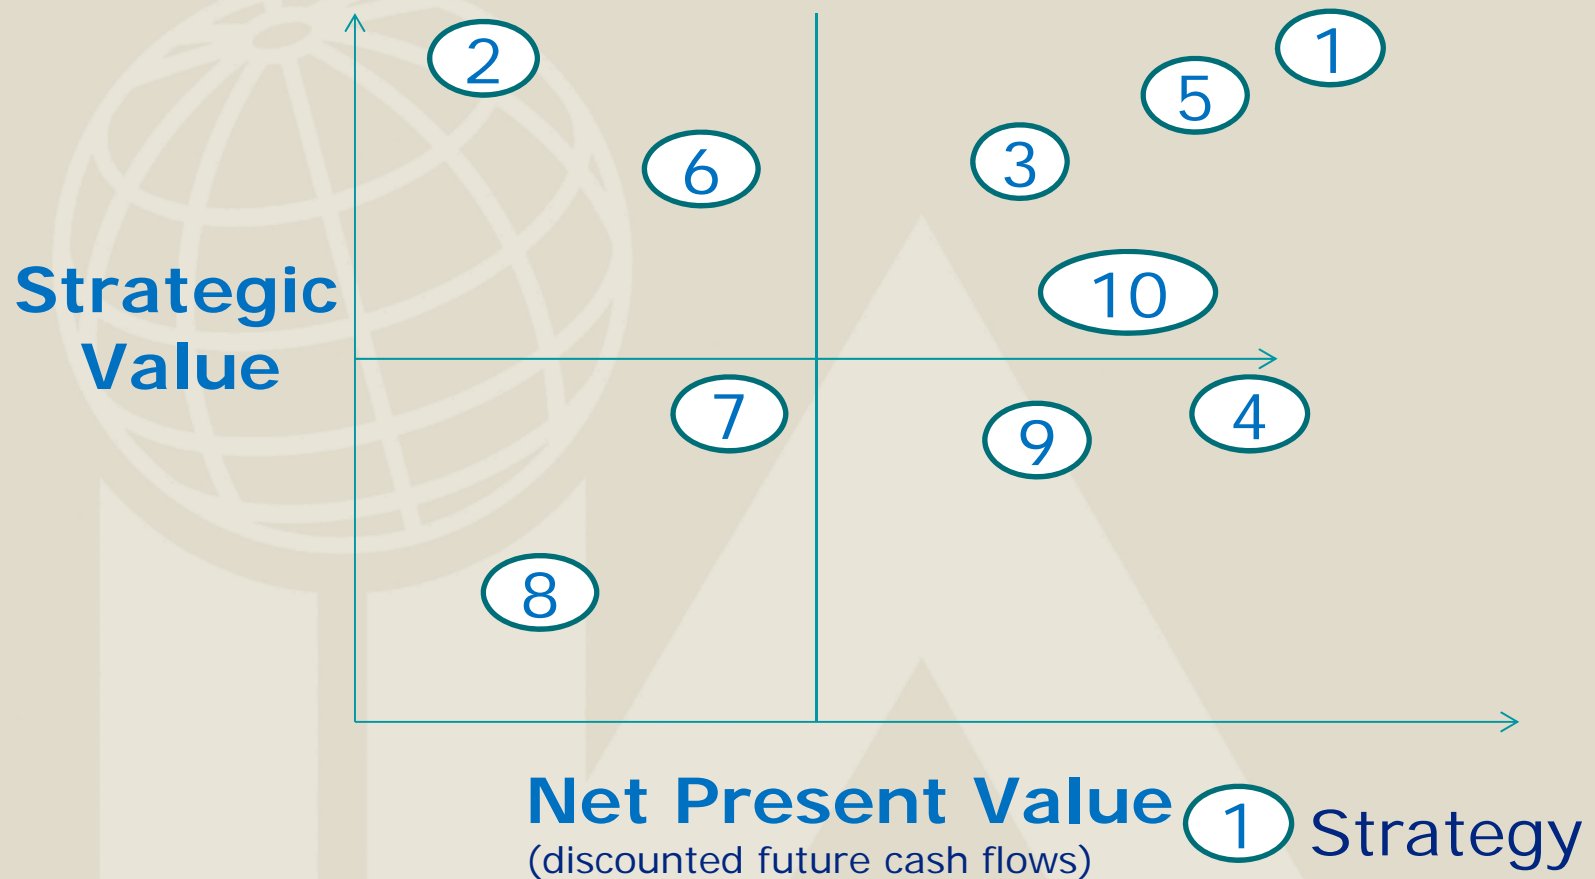 2
1
5
6
3
10
Strategic
Value
7
9
4
8
Net Present Value
(discounted future cash flows)
1 Strategy